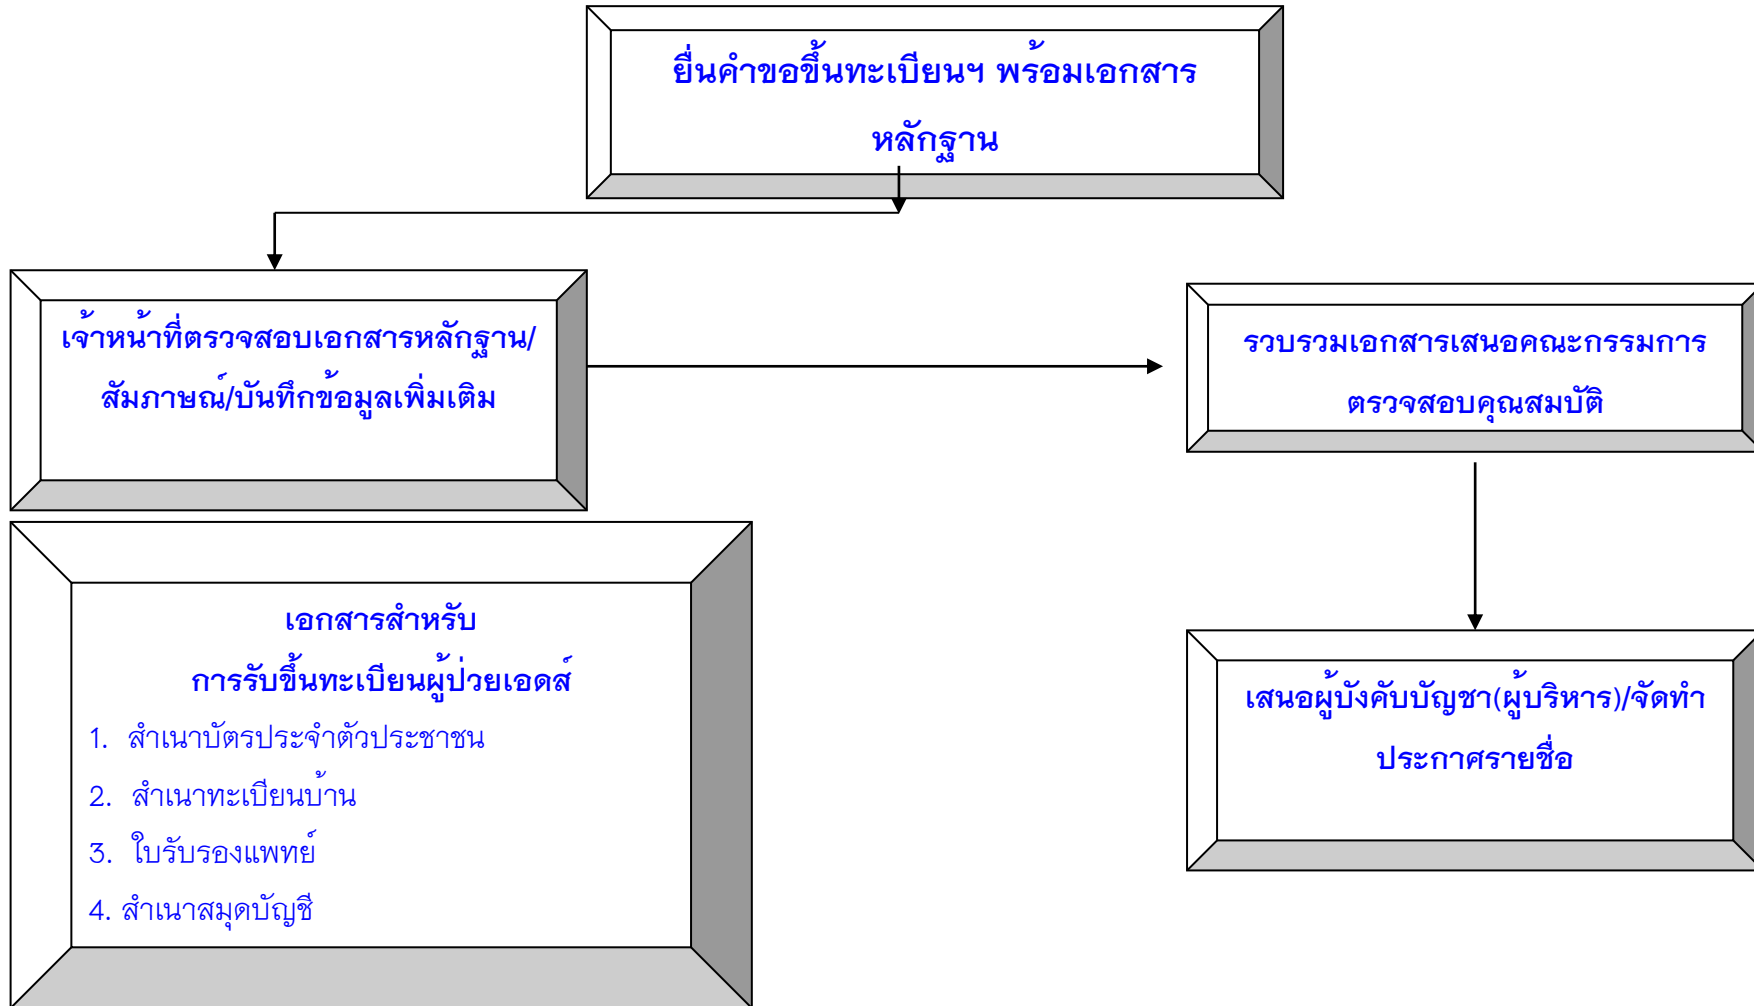 ยื่นคำขอขึ้นทะเบียนฯ พร้อมเอกสาร
หลักฐาน
เจ้าหน้าที่ตรวจสอบเอกสารหลักฐาน/
สัมภาษณ์/บันทึกข้อมูลเพิ่มเติม
รวบรวมเอกสารเสนอคณะกรรมการ
ตรวจสอบคุณสมบัติ
เอกสารสำหรับ
การรับขึ้นทะเบียนผู้ป่วยเอดส์
1. สำเนาบัตรประจำตัวประชาชน
2. สำเนาทะเบียนบ้าน
3. ใบรับรองแพทย์
4. สำเนาสมุดบัญชี
เสนอผู้บังคับบัญชา(ผู้บริหาร)/จัดทำ
ประกาศรายชื่อ